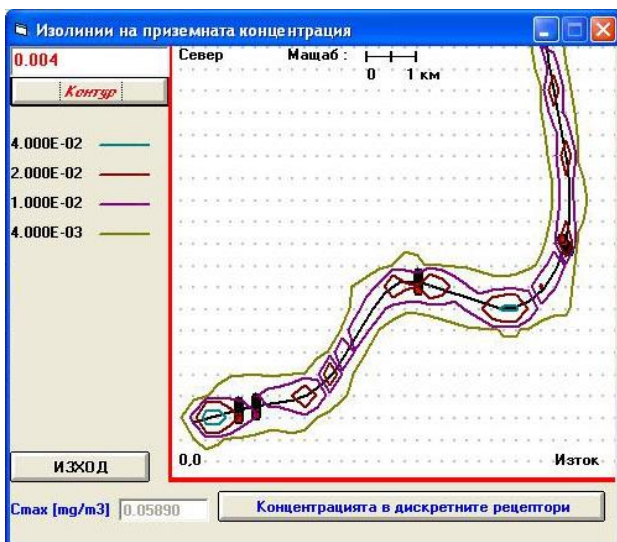 Изолинии на приземната концентрация
0.004
Контур
4.000E-02
2.000E-02
1.000E-02
4.000E-03
Север
Мащаб :
0 1 км
0,0
Изток
ИЗХОД
Cmax [mg/m3] 0.05890
Концентрацията в дискретните рецептори